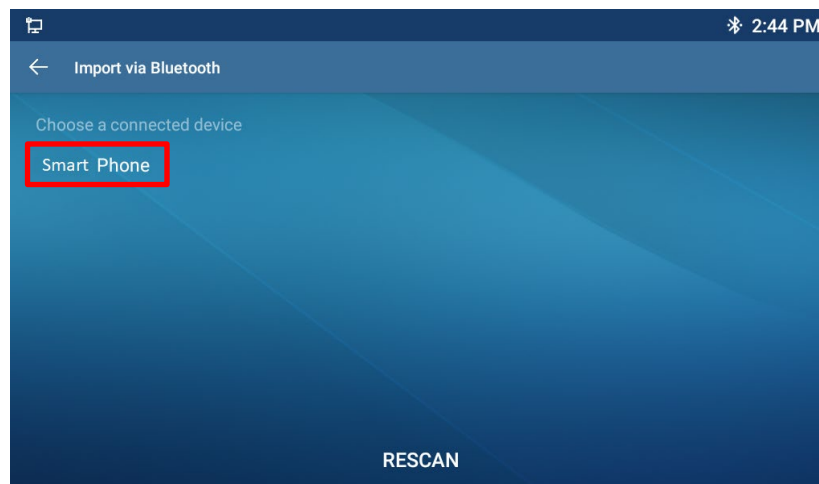 2:44 PM
Import via Bluetooth
Choose a connected device
Smart Phone
RESCAN